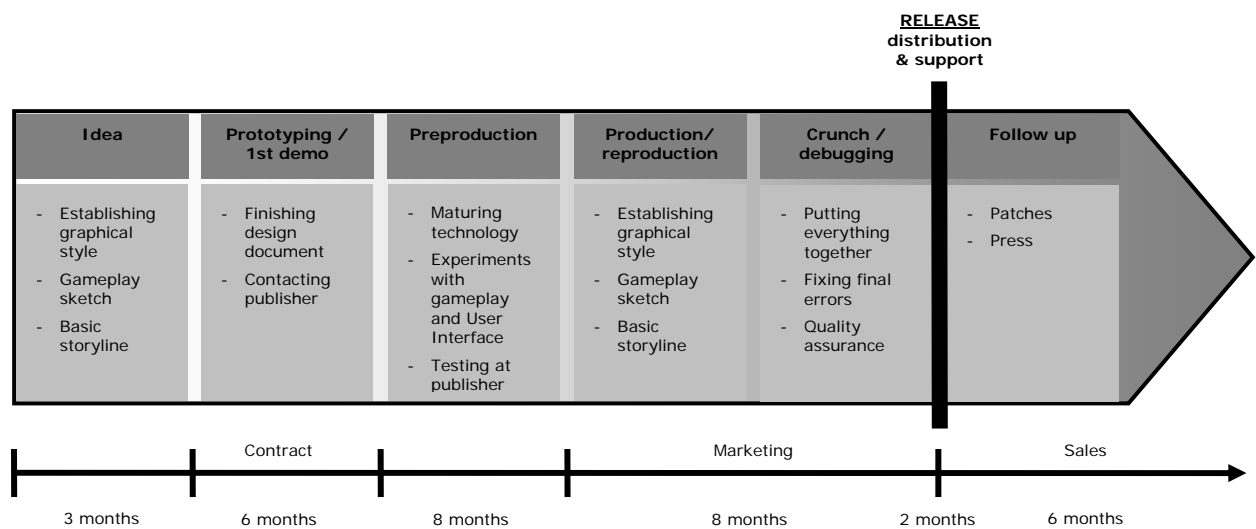 RELEASE
distribution
& support
Idea
Prototyping /
1st demo
Preproduction
Production/
reproduction
Crunch /
debugging
Follow up
- Establishing
graphical
style
- Gameplay
sketch
- Basic
storyline
- Finishing
design
document
- Contacting
publisher
- Maturing
technology
- Experiments
with
gameplay
and User
Interface
- Testing at
publisher
- Establishing
graphical
style
- Gameplay
sketch
- Basic
storyline
- Putting
everything
together
- Fixing final
errors
- Quality
assurance
- Patches
- Press
Contract
Marketing
Sales
3 months
6 months
8 months
8 months
2 months
6 months